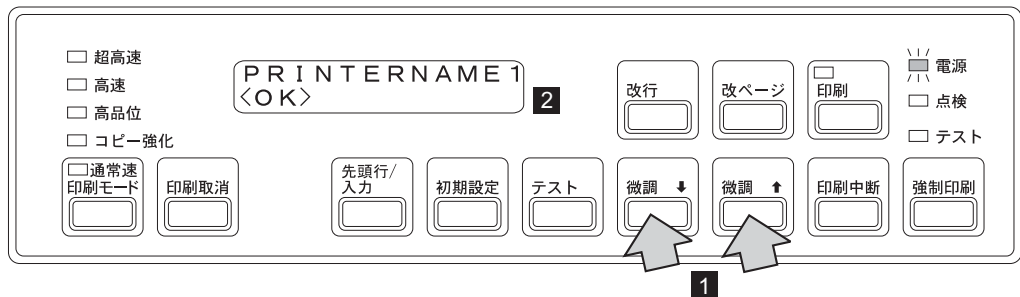 超高速
高速
高品位
コピー強化
通常速
印刷モード
印刷取消
PRINTERNAME1
<OK>
2
改行
改ページ
印刷
電源
点検
テスト
先頭行/
入力
初期設定
テスト
微調 ⬇
微調 ⬆
印刷中断
強制印刷
1